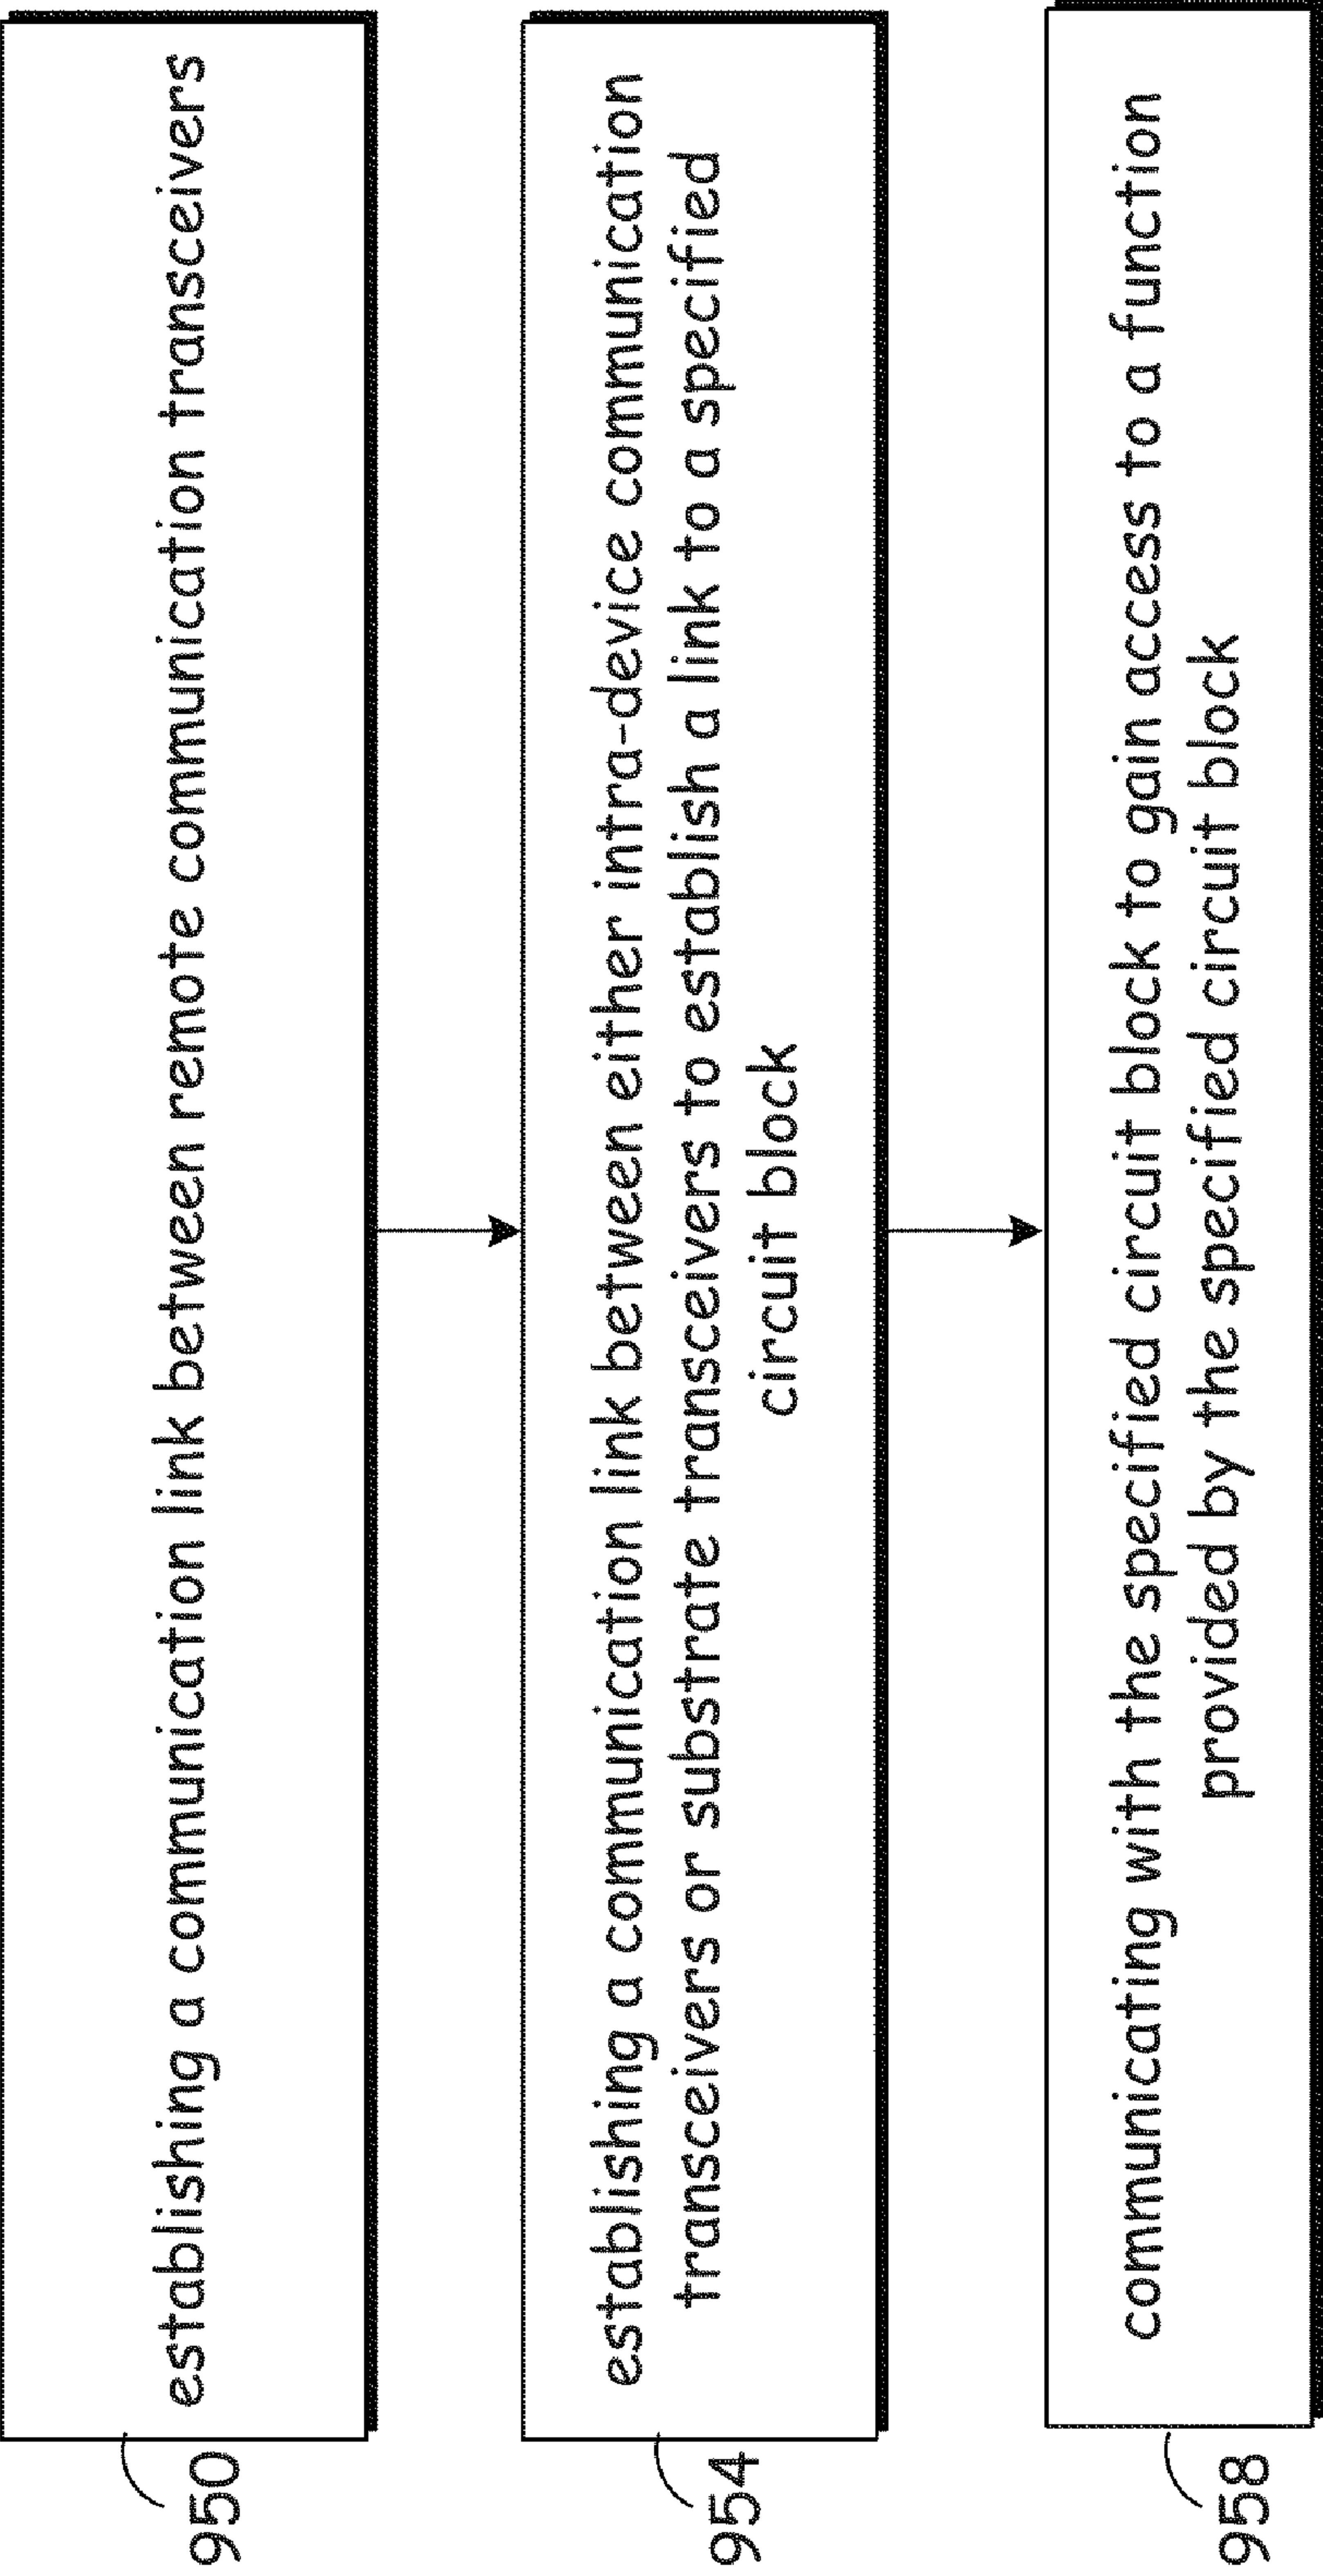 establishing a communication link between remote communication transceivers
950
establishing a communication link between either intra-device communication
transceivers or substrate transceivers to establish a link to a specified
circuit block
954
communicating with the specified circuit block to gain access to a function
provided by the specified circuit block
958